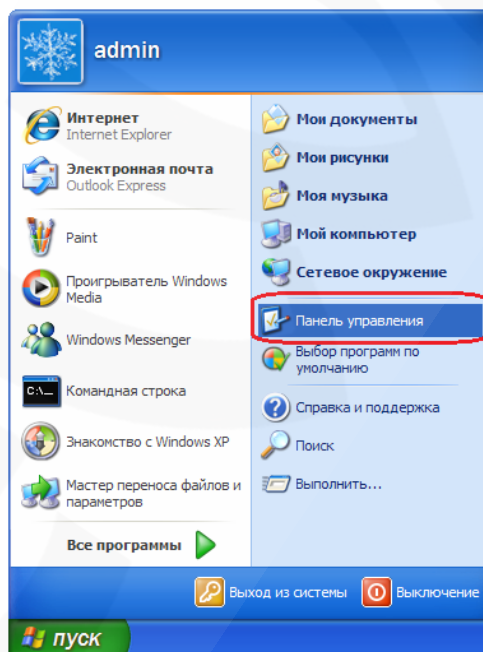 admin
Интернет
Internet Explorer
Электронная почта
Outlook Express
Paint
Проигрыватель Windows
Media
Windows Messenger
C:\_
Командная строка
Знакомство с Windows XP
Мастер переноса файлов и
параметров
Все программы
Мои документы
Мои рисунки
Моя музыка
Мой компьютер
Сетевое окружение
Панель управления
Выбор программ по
умолчанию
Справка и поддержка
Поиск
Выполнить...
Выход из системы
Выключение
пуск